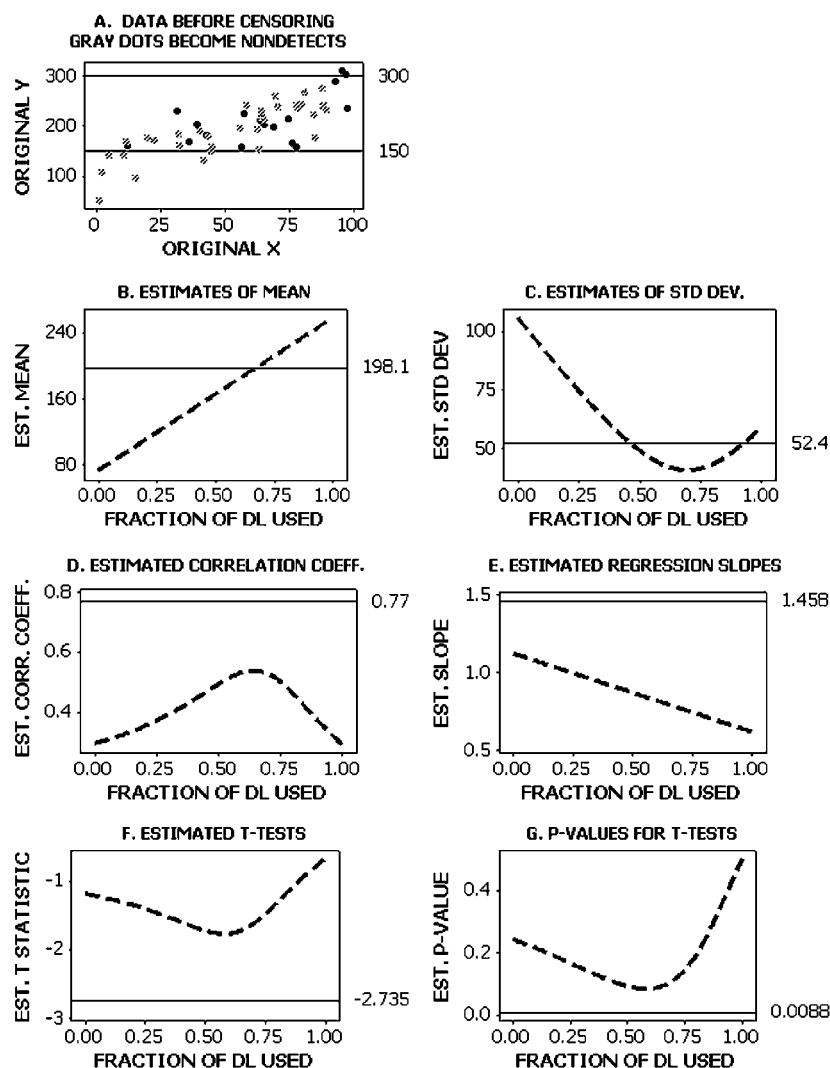 A. DATA BEFORE CENSORING
GRAY DOTS BECOME NONDETECTS
ORIGINAL Y
300
200
100
300
150
0 25 50 75 100
ORIGINAL X
B. ESTIMATES OF MEAN
EST. MEAN
240
160
80
198.1
0.00 0.25 0.50 0.75 1.00
FRACTION OF DL USED
C. ESTIMATES OF STD DEV.
EST. STD DEV
100
75
50
52.4
0.00 0.25 0.50 0.75 1.00
FRACTION OF DL USED
D. ESTIMATED CORRELATION COEFF.
EST. CORR. COEFF.
0.8
0.6
0.4
0.77
0.00 0.25 0.50 0.75 1.00
FRACTION OF DL USED
E. ESTIMATED REGRESSION SLOPES
EST. SLOPE
1.5
1.0
0.5
1.458
0.00 0.25 0.50 0.75 1.00
FRACTION OF DL USED
F. ESTIMATED T-TESTS
EST. T STATISTIC
-1
-2
-3
-2.735
0.00 0.25 0.50 0.75 1.00
FRACTION OF DL USED
G. P-VALUES FOR T-TESTS
EST. P-VALUE
0.4
0.2
0.0
0.0088
0.00 0.25 0.50 0.75 1.00
FRACTION OF DL USED